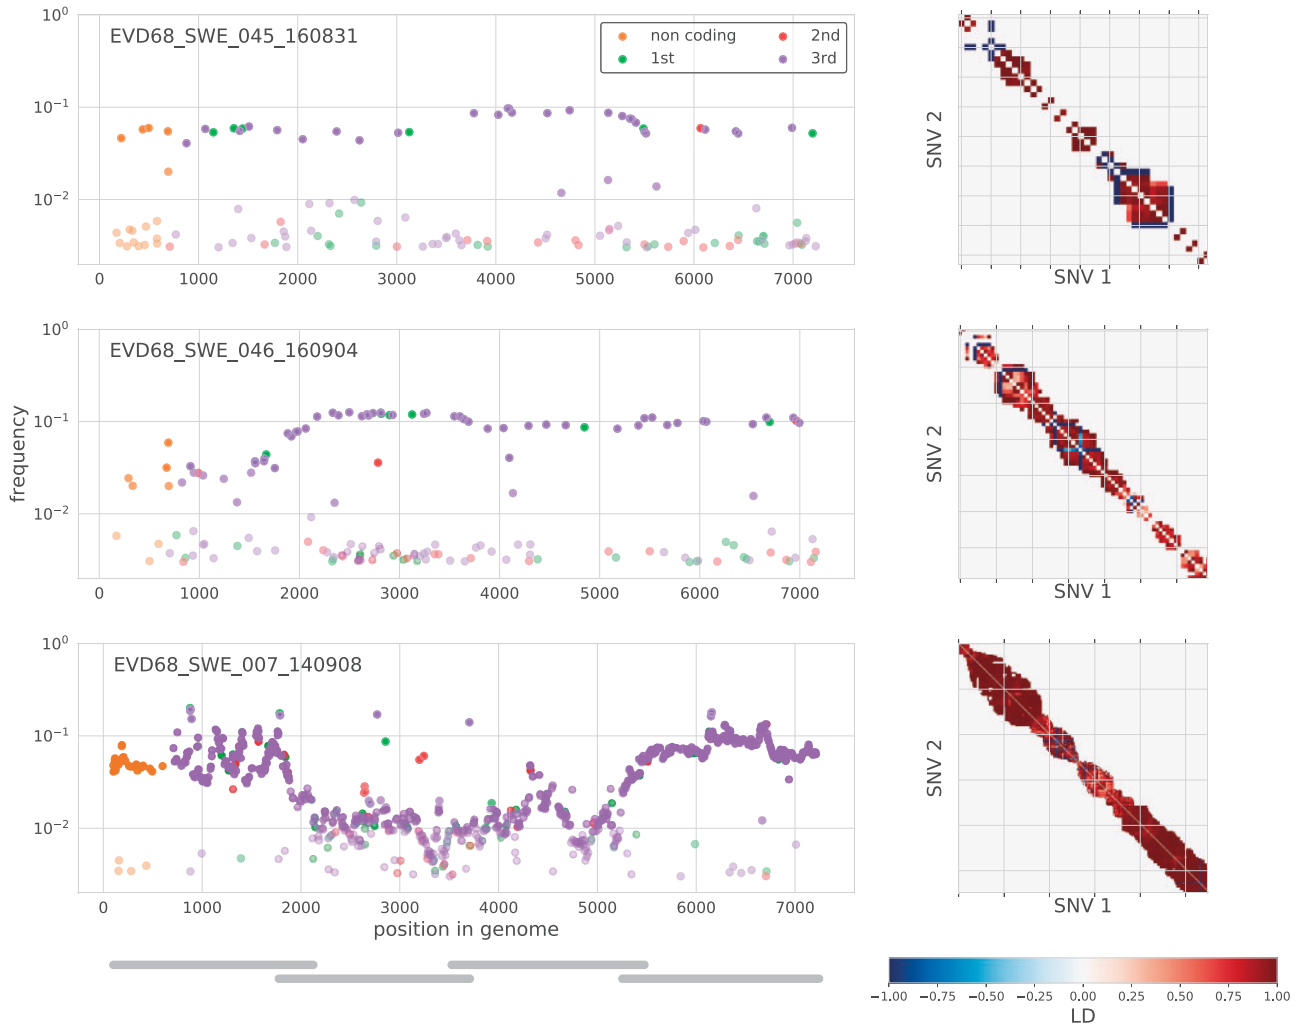 EVD68_SWE_045_160831
non coding
1st
2nd
3rd
10⁰
10⁻¹
10⁻²
0 1000 2000 3000 4000 5000 6000 7000
SNV 2
SNV 1
EVD68_SWE_046_160904
10⁰
10⁻¹
10⁻²
frequency
0 1000 2000 3000 4000 5000 6000 7000
SNV 2
SNV 1
EVD68_SWE_007_140908
10⁰
10⁻¹
10⁻²
0 1000 2000 3000 4000 5000 6000 7000
position in genome
SNV 2
SNV 1
−1.00 −0.75 −0.50 −0.25 0.00 0.25 0.50 0.75 1.00
LD